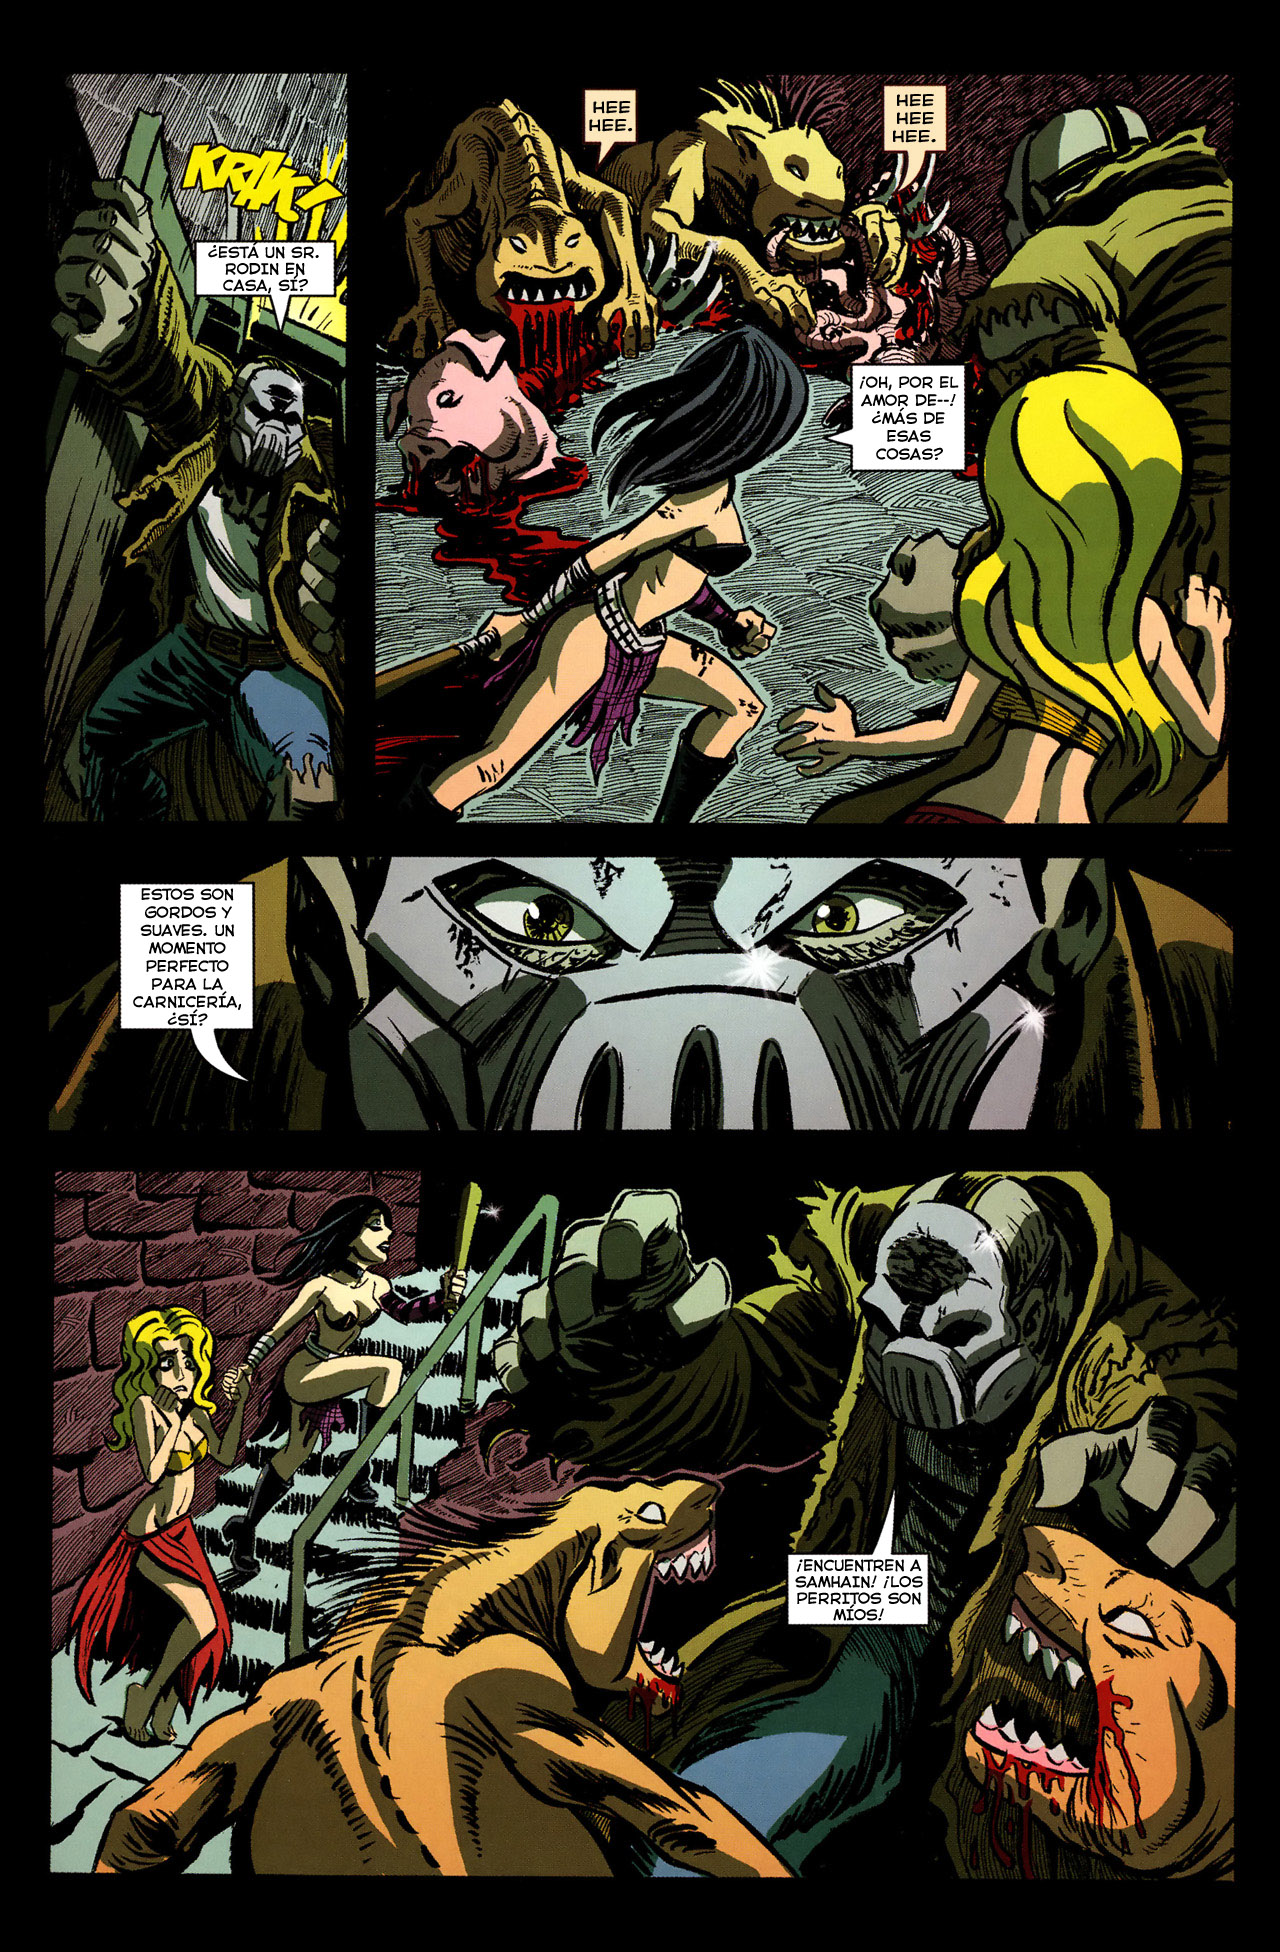 KRAK!
¿ESTÁ UN SR.
RODIN EN
CASA, SÍ?
HEE
HEE.
HEE
HEE
HEE.
¡OH, POR EL
AMOR DE--!
¿MÁS DE
ESAS
COSAS?
ESTOS SON
GORDOS Y
SUAVES. UN
MOMENTO
PERFECTO
PARA LA
CARNICERÍA,
¿SÍ?
¡ENCUENTREN A
SAMHAIN! ¡LOS
PERRITOS SON
MÍOS!